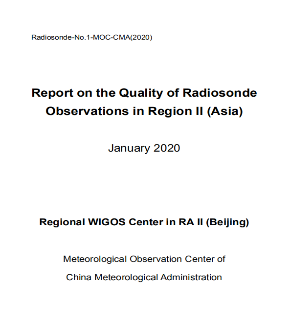 Radiosonde-No.1-MOC-CMA(2020)
Report on the Quality of Radiosonde
Observations in Region II (Asia)
January 2020
Regional WIGOS Center in RA II (Beijing)
Meteorological Observation Center of
China Meteorological Administration